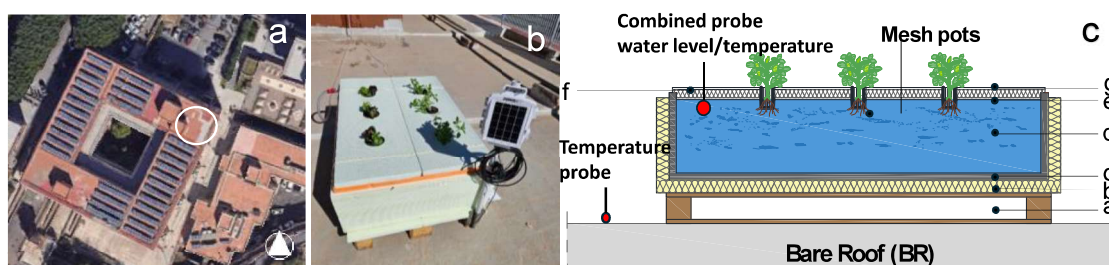 a
b
c
Combined probe
water level/temperature
Mesh pots
f
Temperature
probe
Bare Roof (BR)